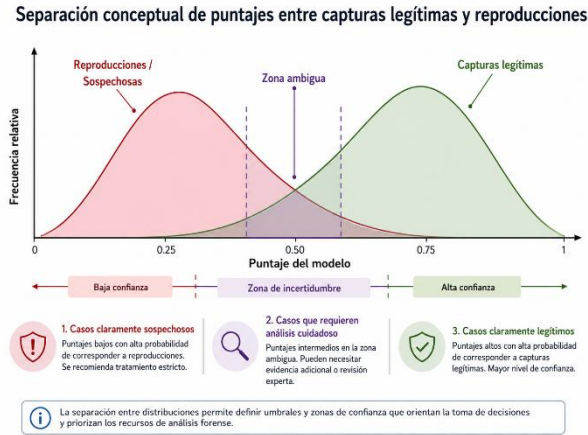 Separación conceptual de puntajes entre capturas legítimas y reproducciones
Reproducciones /
Sospechosas
Zona ambigua
Capturas legítimas
Frecuencia relativa
0
0.25
0.50
0.75
1
Puntaje del modelo
Baja confianza
Zona de incertidumbre
Alta confianza
1. Casos claramente sospechosos
Puntajes bajos con alta probabilidad
de corresponder a reproducciones.
Se recomienda tratamiento estricto.
2. Casos que requieren
análisis cuidadoso
Puntajes intermedios en la zona
ambigua. Pueden necesitar
evidencia adicional o revisión
experta.
3. Casos claramente legítimos
Puntajes altos con alta probabilidad
de corresponder a capturas
legítimas. Mayor nivel de confianza.
La separación entre distribuciones permite definir umbrales y zonas de confianza que orientan la toma de decisiones
y priorizan los recursos de análisis forense.